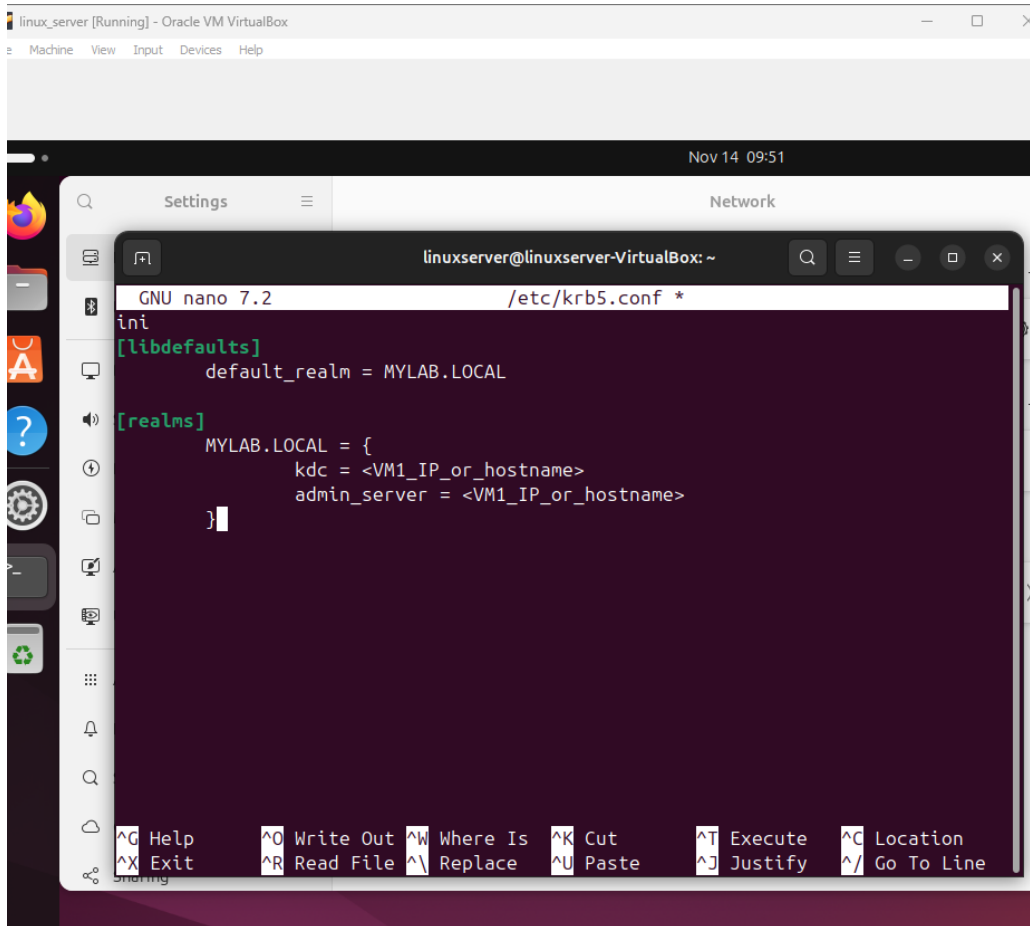 linux_server [Running] - Oracle VM VirtualBox
Machine View Input Devices Help
Nov 14 09:51
Settings
Network
linuxserver@linuxserver-VirtualBox: ~
GNU nano 7.2 /etc/krb5.conf *
ini
[libdefaults]
default_realm = MYLAB.LOCAL
[realms]
MYLAB.LOCAL = {
kdc = <VM1_IP_or_hostname>
admin_server = <VM1_IP_or_hostname>
}
^G Help ^O Write Out ^W Where Is ^K Cut ^T Execute ^C Location
^X Exit ^R Read File ^\ Replace ^U Paste ^J Justify ^/ Go To Line
Sharing